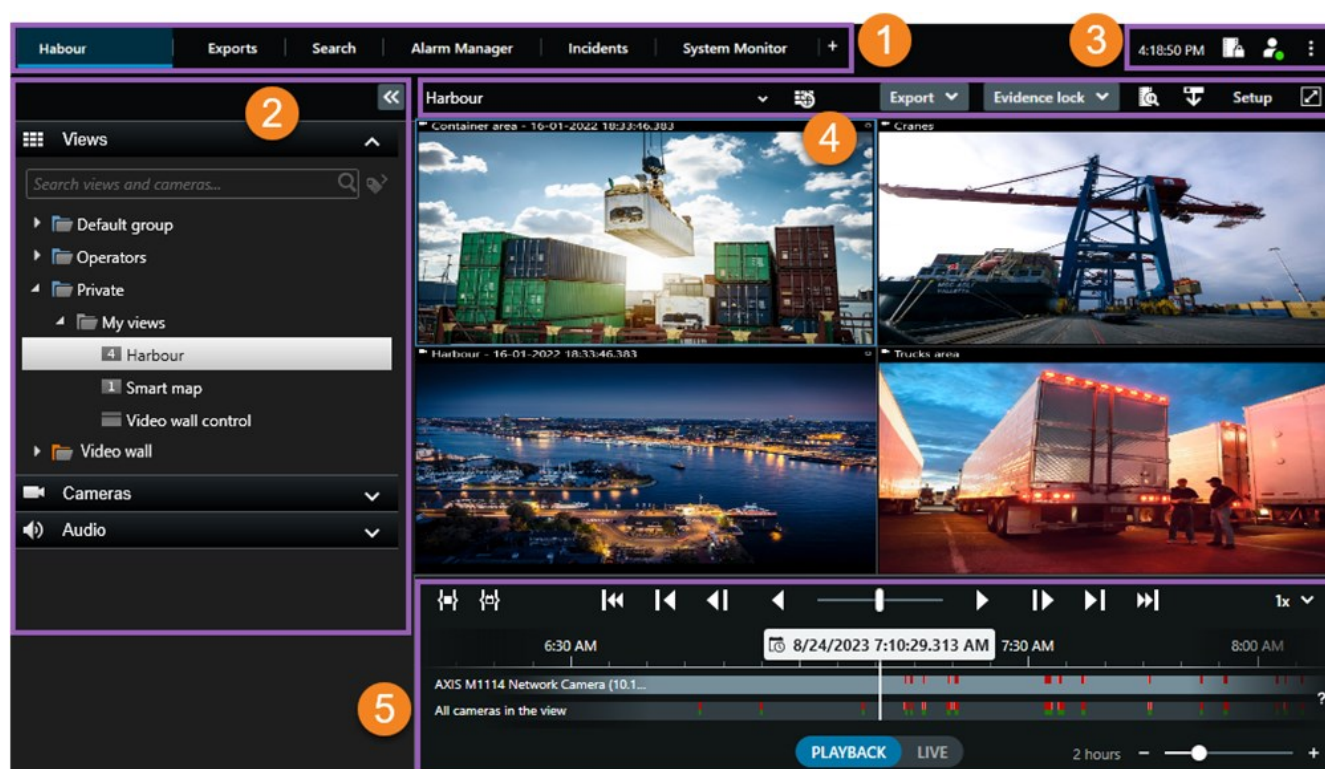 Habour Exports Search Alarm Manager Incidents System Monitor + 1 3 4:18:50 PM
2 Harbour Export Evidence lock Setup
Views
Search views and cameras...
Default group
Operators
Private
My views
4 Harbour
1 Smart map
Video wall control
Video wall
Cameras
Audio
Container area - 16-01-2022 18:33:46.383
4
Cranes
Harbour - 16-01-2022 18:33:46.383
Trucks area
1x
6:30 AM 8/24/2023 7:10:29.313 AM 7:30 AM 8:00 AM
AXIS M1114 Network Camera (10.1...
5 All cameras in the view ?
PLAYBACK LIVE 2 hours - +